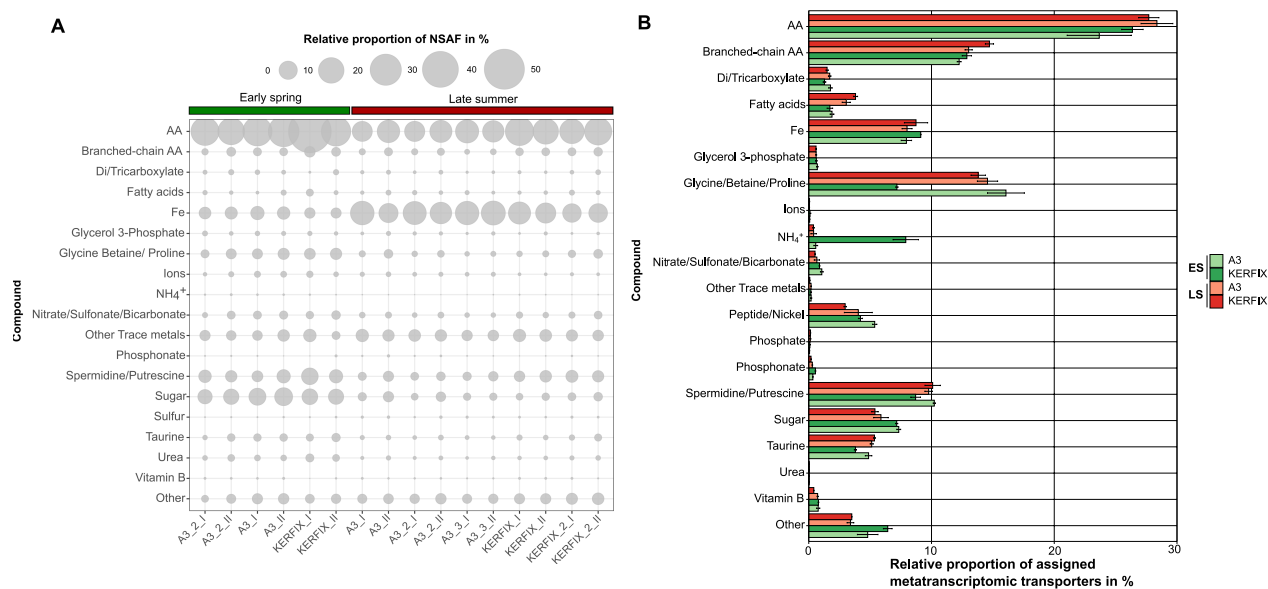 A
Relative proportion of NSAF in %
0 10 20 30 40 50
Early spring
Late summer
Compound
AA
Branched-chain AA
Di/Tricarboxylate
Fatty acids
Fe
Glycerol 3-Phosphate
Glycine Betaine/ Proline
Ions
NH4+
Nitrate/Sulfonate/Bicarbonate
Other Trace metals
Phosphonate
Spermidine/Putrescine
Sugar
Sulfur
Taurine
Urea
Vitamin B
Other
A3_2_I
A3_2_II
A3_I
A3_II
KERFIX_I
KERFIX_II
A3_I
A3_II
A3_2_I
A3_2_II
A3_3_I
A3_3_II
KERFIX_I
KERFIX_II
KERFIX_2_I
KERFIX_2_II
B
Compound
AA
Branched-chain AA
Di/Tricarboxylate
Fatty acids
Fe
Glycerol 3-phosphate
Glycine/Betaine/Proline
Ions
NH4+
Nitrate/Sulfonate/Bicarbonate
Other Trace metals
Peptide/Nickel
Phosphate
Phosphonate
Spermidine/Putrescine
Sugar
Taurine
Urea
Vitamin B
Other
0 10 20 30
Relative proportion of assigned
metatranscriptomic transporters in %
ES
A3
KERFIX
LS
A3
KERFIX